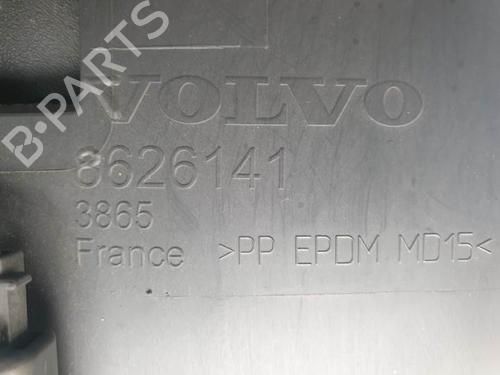 VOLVO
8626141
3865
France
>PP EPDM MD15<
B-PARTS